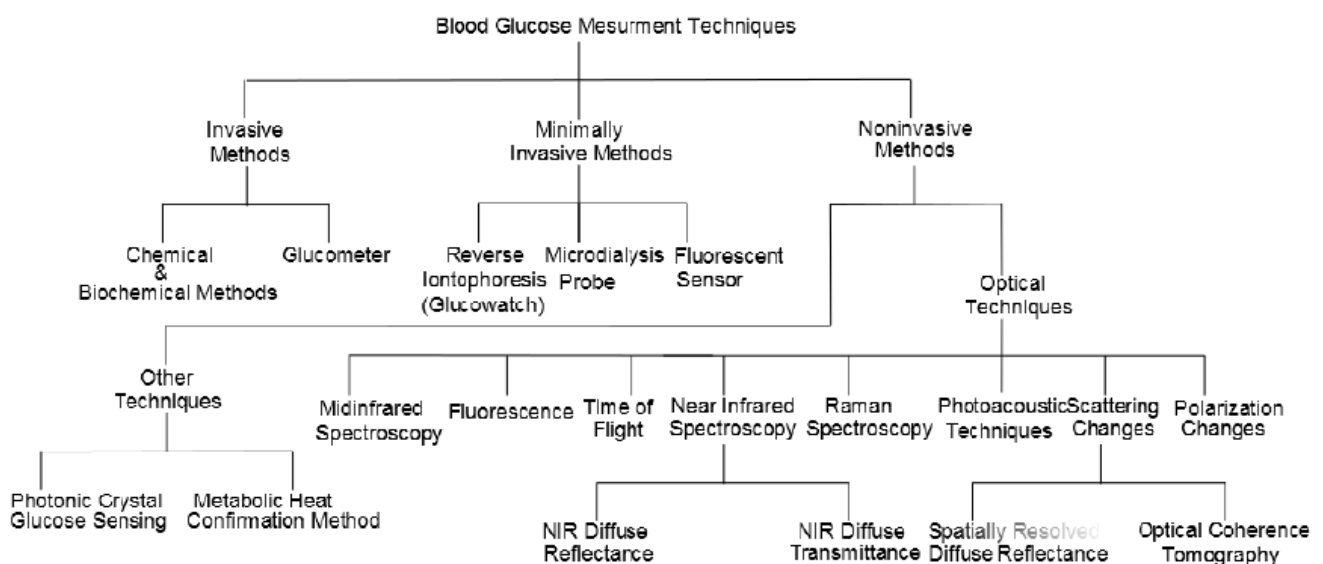 Blood Glucose Mesurment Techniques
Invasive
Methods
Minimally
Invasive Methods
Noninvasive
Methods
Chemical
&
Biochemical Methods
Glucometer
Reverse
Iontophoresis
(Glucowatch)
Microdialysis
Probe
Fluorescent
Sensor
Optical
Techniques
Other
Techniques
Midinfrared
Spectroscopy
Fluorescence
Time of
Flight
Near Infrared
Spectroscopy
Raman
Spectroscopy
Photoacoustic
Techniques
Scattering
Changes
Polarization
Changes
Photonic Crystal
Glucose Sensing
Metabolic Heat
Confirmation Method
NIR Diffuse
Reflectance
NIR Diffuse
Transmittance
Spatially Resolved
Diffuse Reflectance
Optical Coherence
Tomography